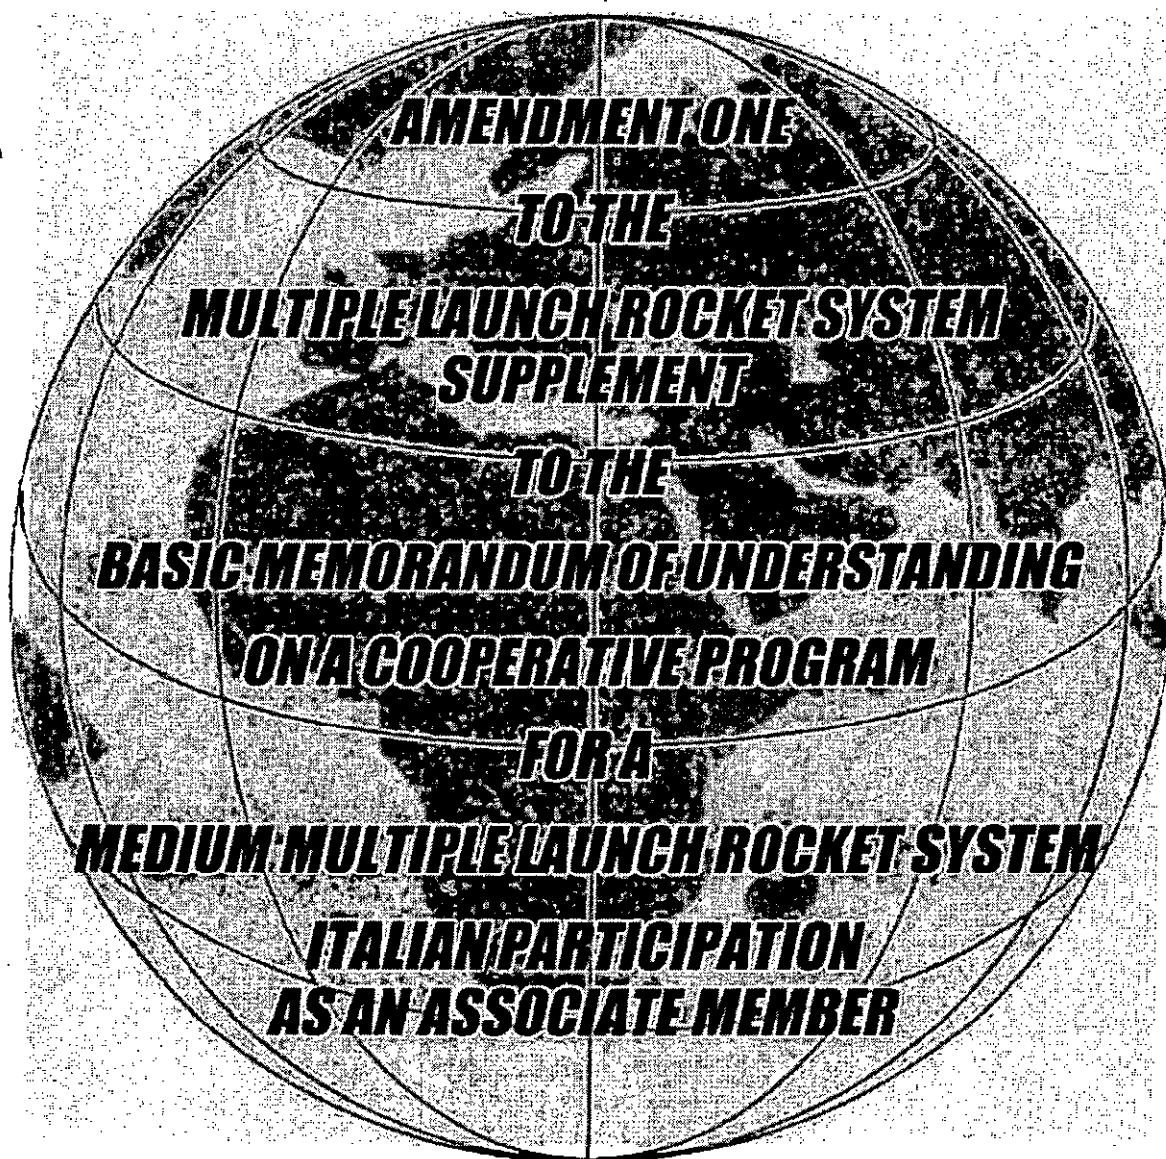 AMENDMENT ONE
TO THE
MULTIPLE LAUNCH ROCKET SYSTEM
SUPPLEMENT
TO THE
BASIC MEMORANDUM OF UNDERSTANDING
ON A COOPERATIVE PROGRAM
FOR A
MEDIUM MULTIPLE LAUNCH ROCKET SYSTEM
ITALIAN PARTICIPATION
AS AN ASSOCIATE MEMBER